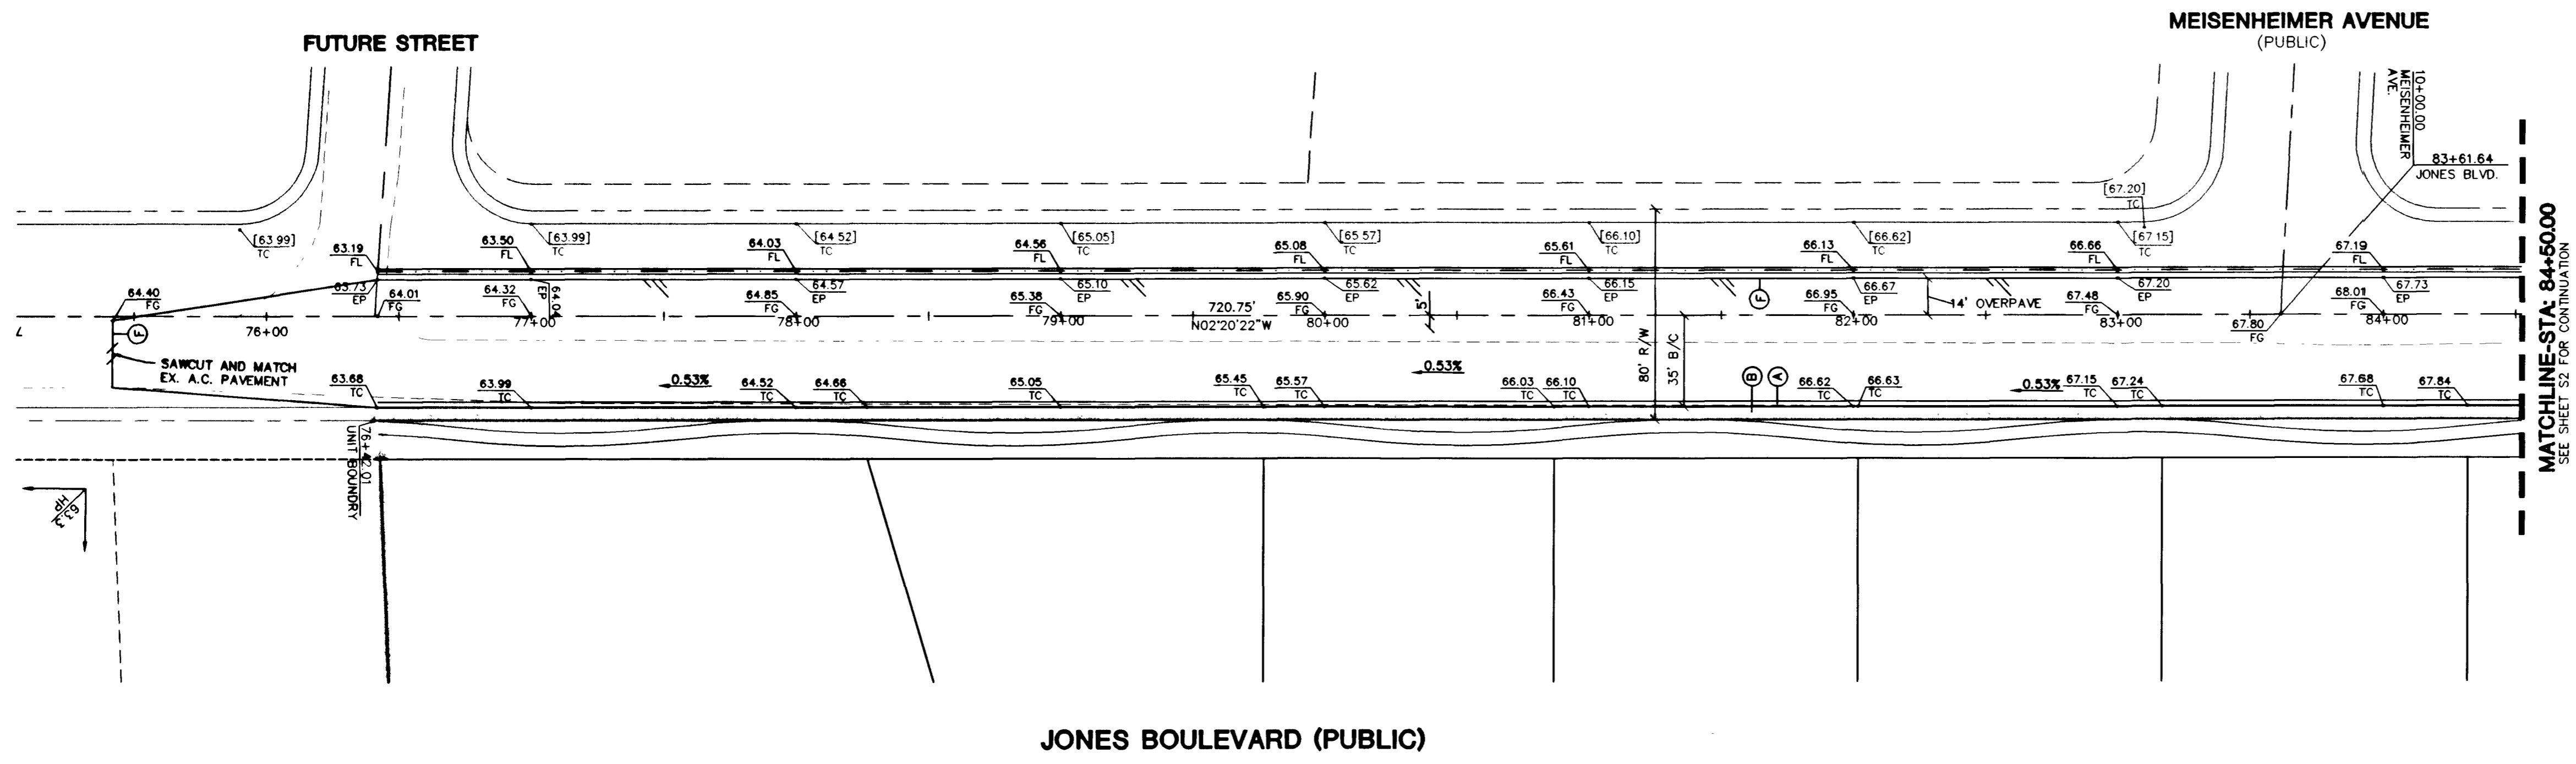 FUTURE STREET
MEISENHEIMER AVENUE
(PUBLIC)
10+00.00
MEISENHEIMER
AVE.
83+61.64
JONES BLVD.
[67.20]
TC
[63.99]
TC
63.19
FL
63.50
FL
[63.99]
TC
64.03
FL
[64.52]
TC
64.56
FL
[65.05]
TC
65.08
FL
[65.57]
TC
65.61
FL
[66.10]
TC
66.13
FL
[66.62]
TC
66.66
FL
[67.15]
TC
67.19
FL
64.40
FG
63.73
EP
64.01
FG
64.32
FG
64.04
EP
64.85
FG
64.57
EP
65.38
FG
65.10
EP
65.90
FG
65.62
EP
66.43
FG
66.15
EP
66.95
FG
66.67
EP
67.48
FG
67.20
EP
67.80
FG
68.01
FG
67.73
EP
F
76+00
77+00
78+00
79+00
720.75'
N02°20'22"W
80+00
5'
81+00
F
82+00
14' OVERPAVE
83+00
84+00
80' R/W
35' B/C
SAWCUT AND MATCH
EX. A.C. PAVEMENT
63.68
TC
63.99
TC
0.53%
64.52
TC
64.66
TC
65.05
TC
65.45
TC
65.57
TC
0.53%
66.03
TC
66.10
TC
B
A
66.62
TC
66.63
TC
0.53%
67.15
TC
67.24
TC
67.68
TC
67.84
TC
76+42.01
UNIT BOUNDRY
63.3
HP
MATCHLINE-STA: 84+50.00
SEE SHEET S2 FOR CONTINUATION
JONES BOULEVARD (PUBLIC)